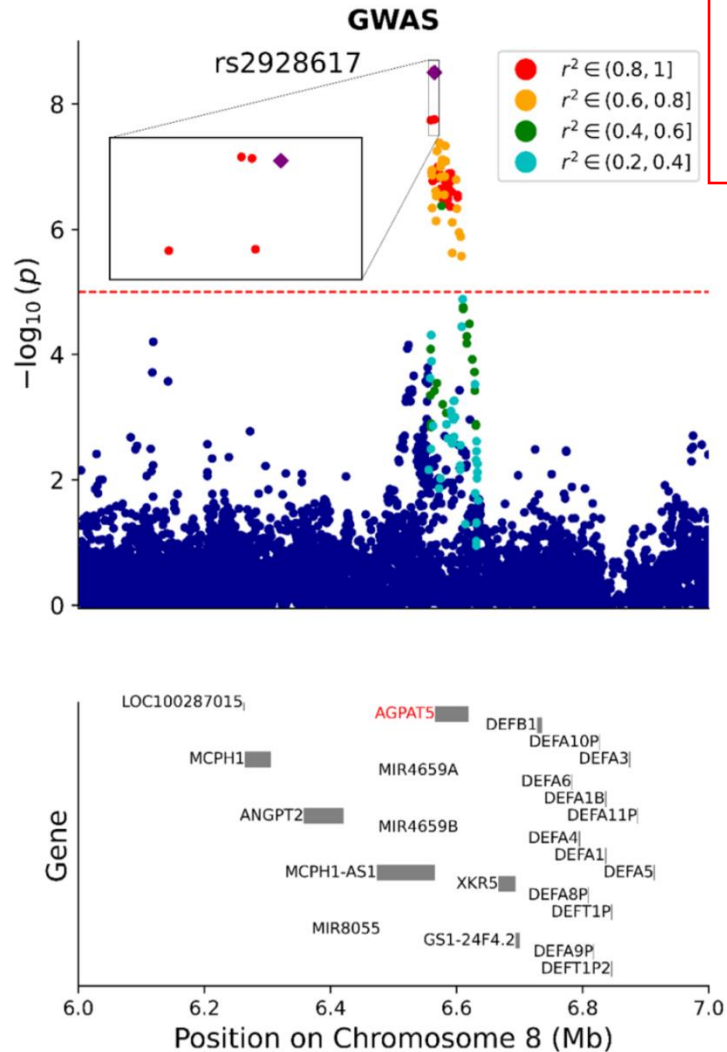 GWAS
rs2928617
r² ∈ (0.8, 1]
r² ∈ (0.6, 0.8]
r² ∈ (0.4, 0.6]
r² ∈ (0.2, 0.4]
−log₁₀(p)
8
6
4
2
0
LOC100287015
AGPAT5
DEFB1
DEFA10P
MCPH1
DEFA3
MIR4659A
DEFA6
DEFA1B
ANGPT2
DEFA11P
MIR4659B
DEFA4
DEFA1
MCPH1-AS1
DEFA5
XKR5
DEFA8P
DEFT1P
MIR8055
GS1-24F4.2
DEFA9P
DEFT1P2
Gene
6.0 6.2 6.4 6.6 6.8 7.0
Position on Chromosome 8 (Mb)